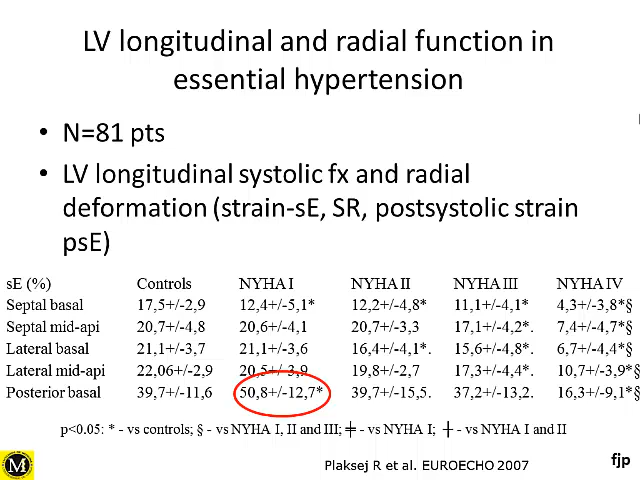 LV longitudinal and radial function in
essential hypertension
• N=81 pts
• LV longitudinal systolic fx and radial
deformation (strain-sE, SR, postsystolic strain
psE)
sE (%) Controls NYHA I NYHA II NYHA III NYHA IV
Septal basal 17,5+/-2,9 12,4+/-5,1* 12,2+/-4,8* 11,1+/-4,1* 4,3+/-3,8*§
Septal mid-api 20,7+/-4,8 20,6+/-4,1 20,7+/-3,3 17,1+/-4,2*. 7,4+/-4,7*§
Lateral basal 21,1+/-3,7 21,1+/-3,6 16,4+/-4,1*. 15,6+/-4,8*. 6,7+/-4,4*§
Lateral mid-api 22,06+/-2,9 20,5+/-3,9 19,8+/-2,7 17,3+/-4,4*. 10,7+/-3,9*§
Posterior basal 39,7+/-11,6 50,8+/-12,7* 39,7+/-15,5. 37,2+/-13,2. 16,3+/-9,1*§
p<0.05: * - vs controls; § - vs NYHA I, II and III; ╪ - vs NYHA I; ┼ - vs NYHA I and II
Plaksej R et al. EUROECHO 2007
fjp
M